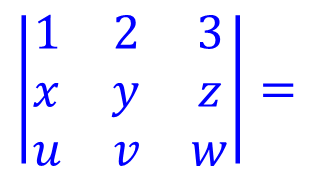 |1 2 3|
|x y z| =
|u v w|